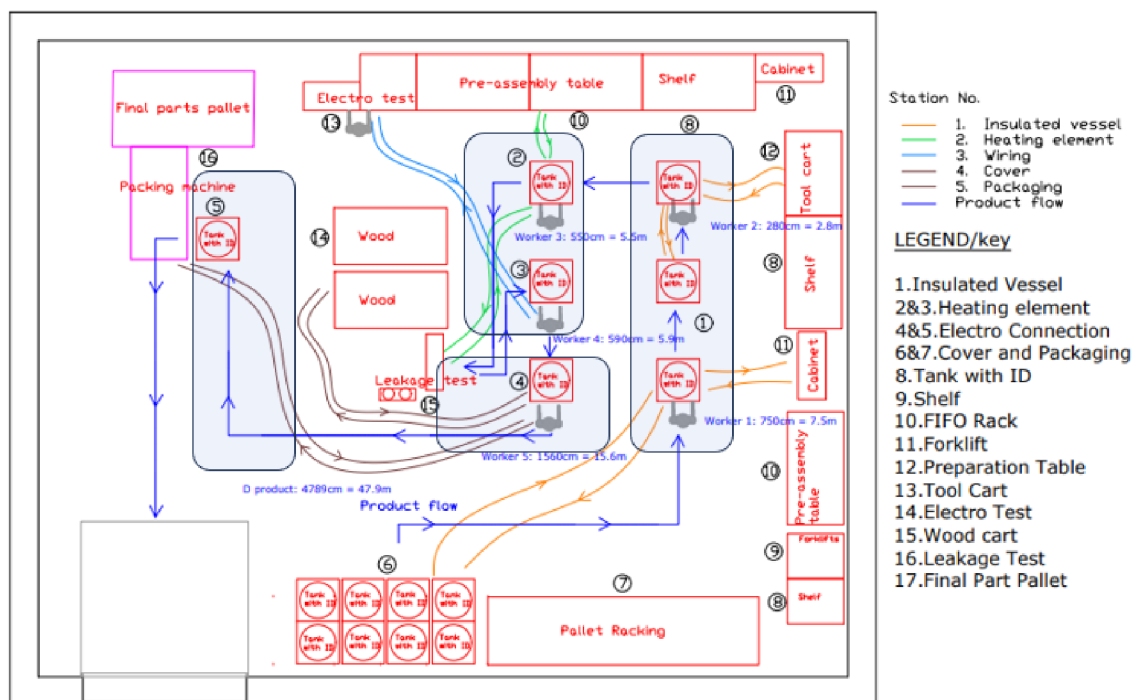 Final parts pallet
Electro test
Pre-assembly table
Shelf
Cabinet
⑪
⑬
⑩
⑧
Station No.
1. Insulated vessel
2. Heating element
3. Wiring
4. Cover
5. Packaging
Product flow
⑯
Packing machine
②
Tank with ID
Tank with ID
⑫
Tool cart
⑤
Tank with ID
⑭
Wood
Worker 3: 550cm = 5.5m
Worker 2: 280cm = 2.8m
LEGEND/key
1.Insulated Vessel
2&3.Heating element
4&5.Electro Connection
6&7.Cover and Packaging
8.Tank with ID
9.Shelf
10.FIFO Rack
11.Forklift
12.Preparation Table
13.Tool Cart
14.Electro Test
15.Wood cart
16.Leakage Test
17.Final Part Pallet
③
Tank with ID
Tank with ID
⑧
Shelf
Wood
①
Worker 4: 590cm = 5.9m
⑪
Cabinet
Leakage test
⑮
④
Tank with ID
Tank with ID
Worker 1: 750cm = 7.5m
Worker 5: 1560cm = 15.6m
⑩
Pre-assembly
table
D product: 4789cm = 47.9m
Product flow
⑨
Forklifts
⑥
⑦
⑧
Shelf
Tank with ID
Tank with ID
Tank with ID
Tank with ID
Tank with ID
Tank with ID
Tank with ID
Tank with ID
Pallet Racking